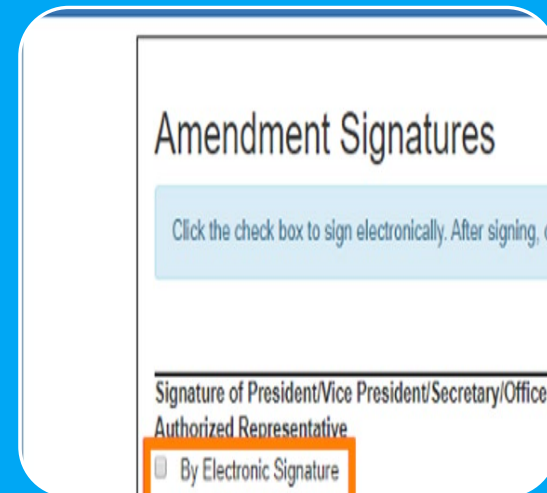 Amendment Signatures
Click the check box to sign electronically. After signing,
Signature of President/Vice President/Secretary/Office
Authorized Representative
By Electronic Signature